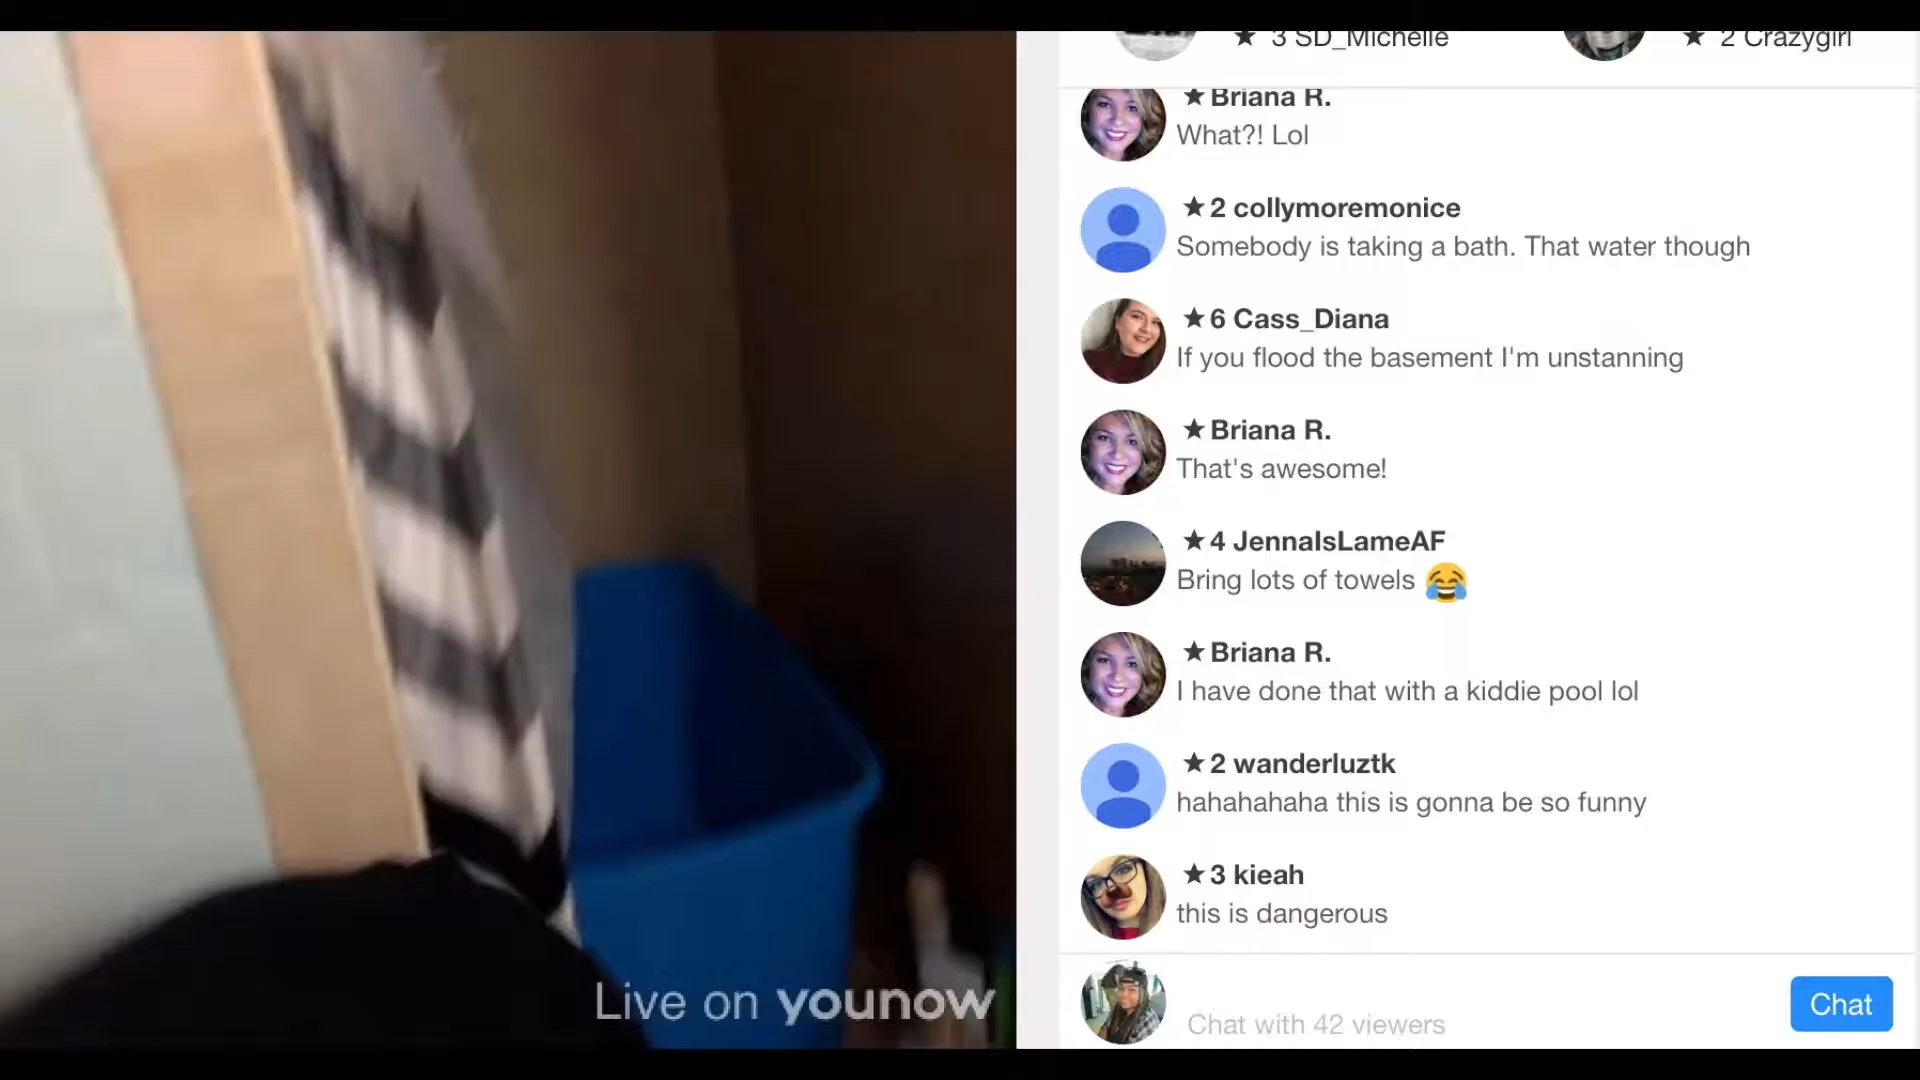 ★ 3 SD_Michelle
★ 2 Crazygirl
★ Briana R.
What?! Lol
★ 2 collymoremonice
Somebody is taking a bath. That water though
★ 6 Cass_Diana
If you flood the basement I'm unstanning
★ Briana R.
That's awesome!
★ 4 JennaIsLameAF
Bring lots of towels 😂
★ Briana R.
I have done that with a kiddie pool lol
★ 2 wanderluztk
hahahahaha this is gonna be so funny
★ 3 kieah
this is dangerous
Live on younow
Chat with 42 viewers
Chat